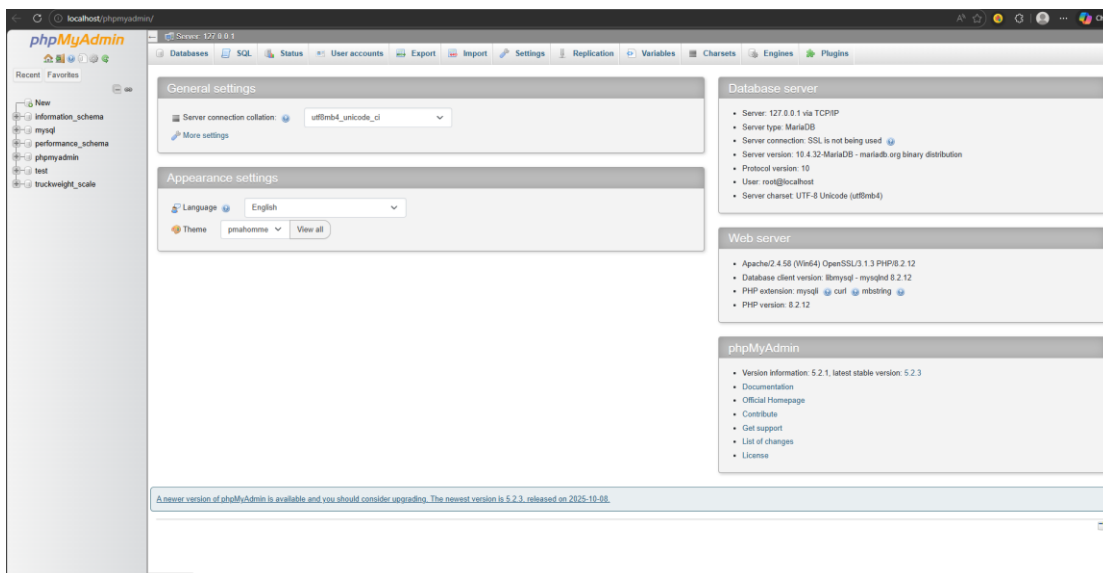 localhost/phpmyadmin/
phpMyAdmin
Recent Favorites
New
information_schema
mysql
performance_schema
phpmyadmin
test
truckweight_scale
Server: 127.0.0.1
Databases SQL Status User accounts Export Import Settings Replication Variables Charsets Engines Plugins
General settings
Server connection collation: utf8mb4_unicode_ci
More settings
Appearance settings
Language English
Theme pmahomme View all
Database server
Server: 127.0.0.1 via TCP/IP
Server type: MariaDB
Server connection: SSL is not being used
Server version: 10.4.32-MariaDB - mariadb.org binary distribution
Protocol version: 10
User: root@localhost
Server charset: UTF-8 Unicode (utf8mb4)
Web server
Apache/2.4.58 (Win64) OpenSSL/3.1.3 PHP/8.2.12
Database client version: libmysql - mysqlnd 8.2.12
PHP extension: mysqli curl mbstring
PHP version: 8.2.12
phpMyAdmin
Version information: 5.2.1, latest stable version: 5.2.3
Documentation
Official Homepage
Contribute
Get support
List of changes
License
A newer version of phpMyAdmin is available and you should consider upgrading. The newest version is 5.2.3, released on 2025-10-08.